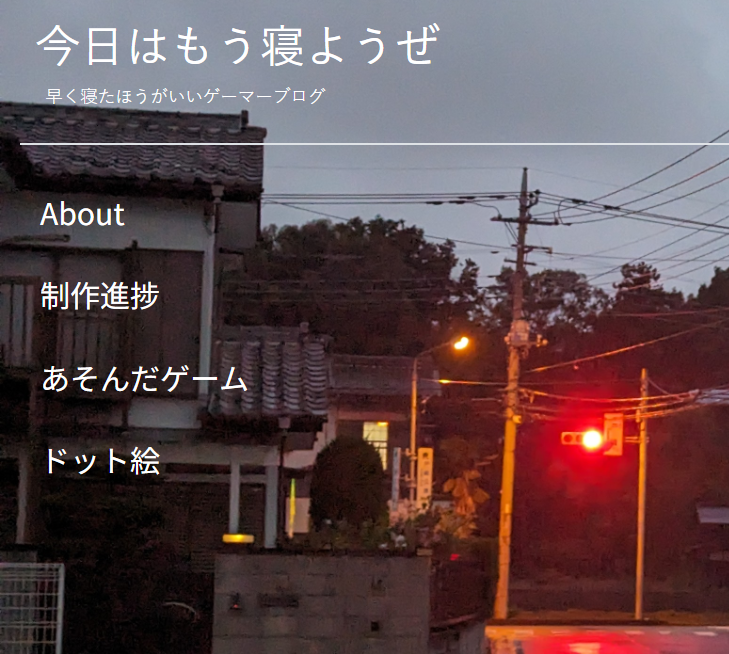 今日はもう寝ようぜ
早く寝たほうがいいゲーマーブログ
About
制作進捗
あそんだゲーム
ドット絵